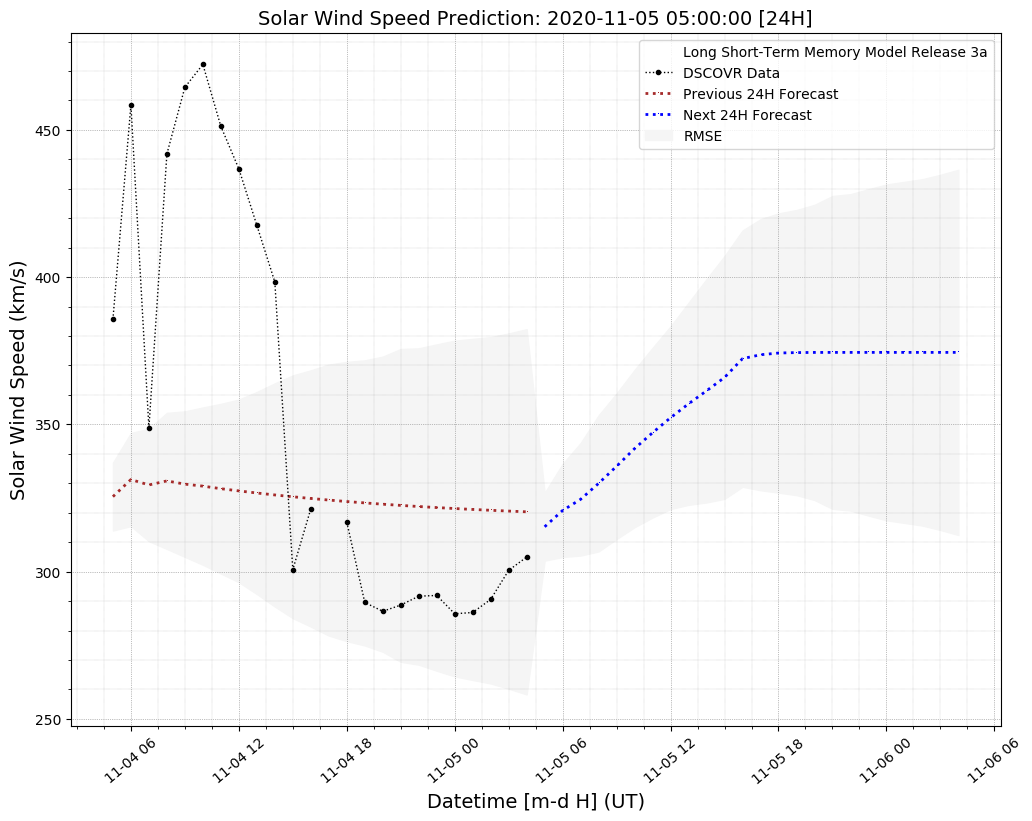 Solar Wind Speed Prediction: 2020-11-05 05:00:00 [24H]
Long Short-Term Memory Model Release 3a
DSCOVR Data
Previous 24H Forecast
Next 24H Forecast
RMSE
Solar Wind Speed (km/s)
450
400
350
300
250
11-04 06
11-04 12
11-04 18
11-05 00
11-05 06
11-05 12
11-05 18
11-06 00
11-06 06
Datetime [m-d H] (UT)